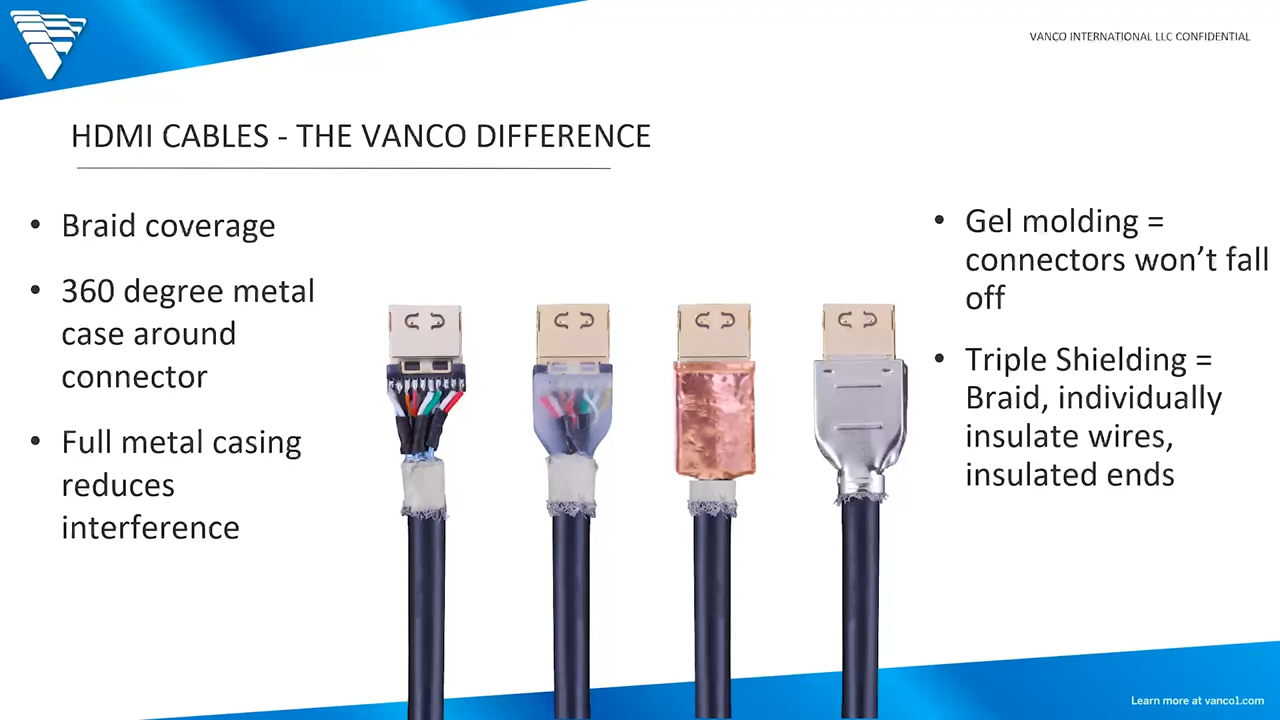 VANCO INTERNATIONAL LLC CONFIDENTIAL
HDMI CABLES - THE VANCO DIFFERENCE
• Braid coverage
• 360 degree metal
case around
connector
• Full metal casing
reduces
interference
• Gel molding =
connectors won’t fall
off
• Triple Shielding =
Braid, individually
insulate wires,
insulated ends
Learn more at vanco1.com